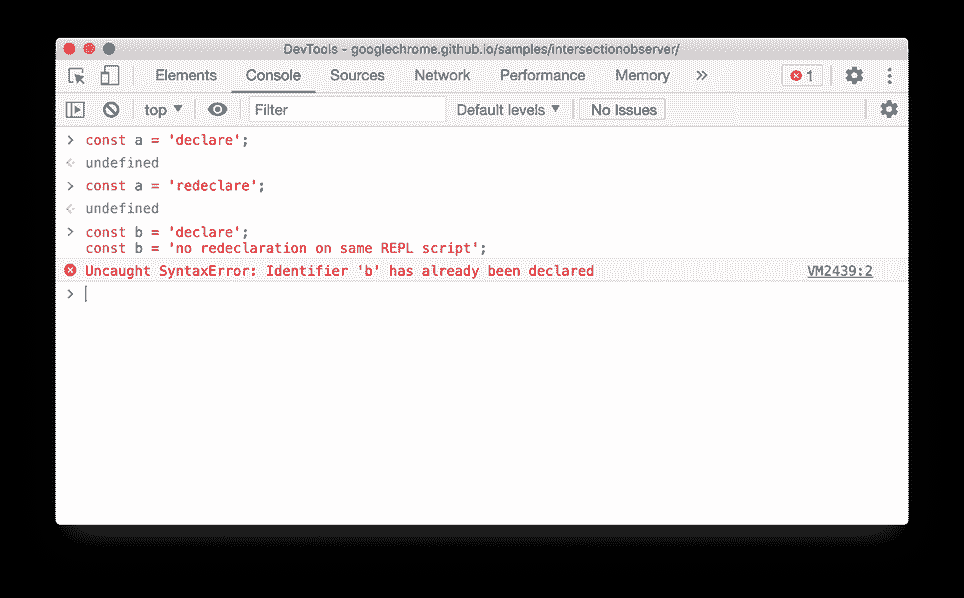 DevTools - googlechrome.github.io/samples/intersectionobserver/
Elements Console Sources Network Performance Memory » 1
top ▼ Filter Default levels ▼ No Issues
> const a = 'declare';
undefined
> const a = 'redeclare';
undefined
> const b = 'declare';
const b = 'no redeclaration on same REPL script';
Uncaught SyntaxError: Identifier 'b' has already been declared VM2439:2
>